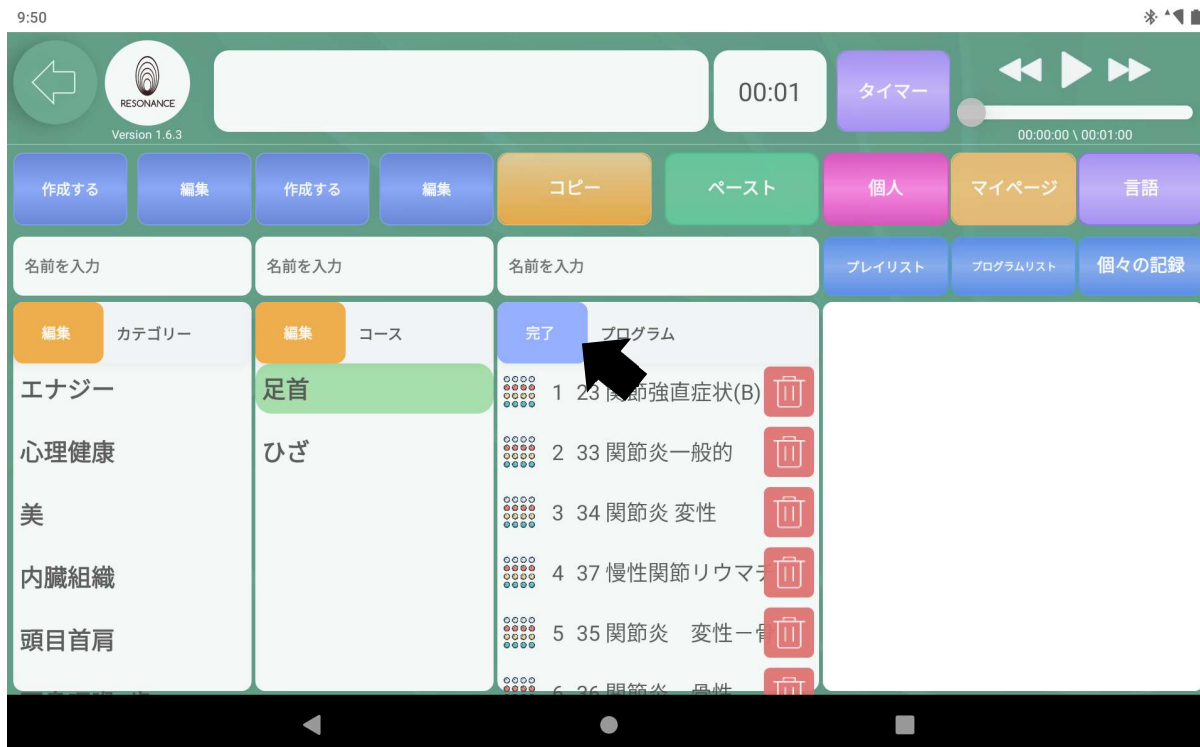 9:50
RESONANCE
Version 1.6.3
00:01
タイマー
00:00:00 \ 00:01:00
作成する
編集
作成する
編集
コピー
ペースト
個人
マイページ
言語
名前を入力
名前を入力
名前を入力
プレイリスト
プログラムリスト
個々の記録
編集 カテゴリー
編集 コース
完了 プログラム
エナジー
心理健康
美
内臓組織
頭目首肩
足首
ひざ
1 23 関節強直症状(B)
2 33 関節炎一般的
3 34 関節炎 変性
4 37 慢性関節リウマチ
5 35 関節炎　変性ー骨
6 36 関節炎　骨性